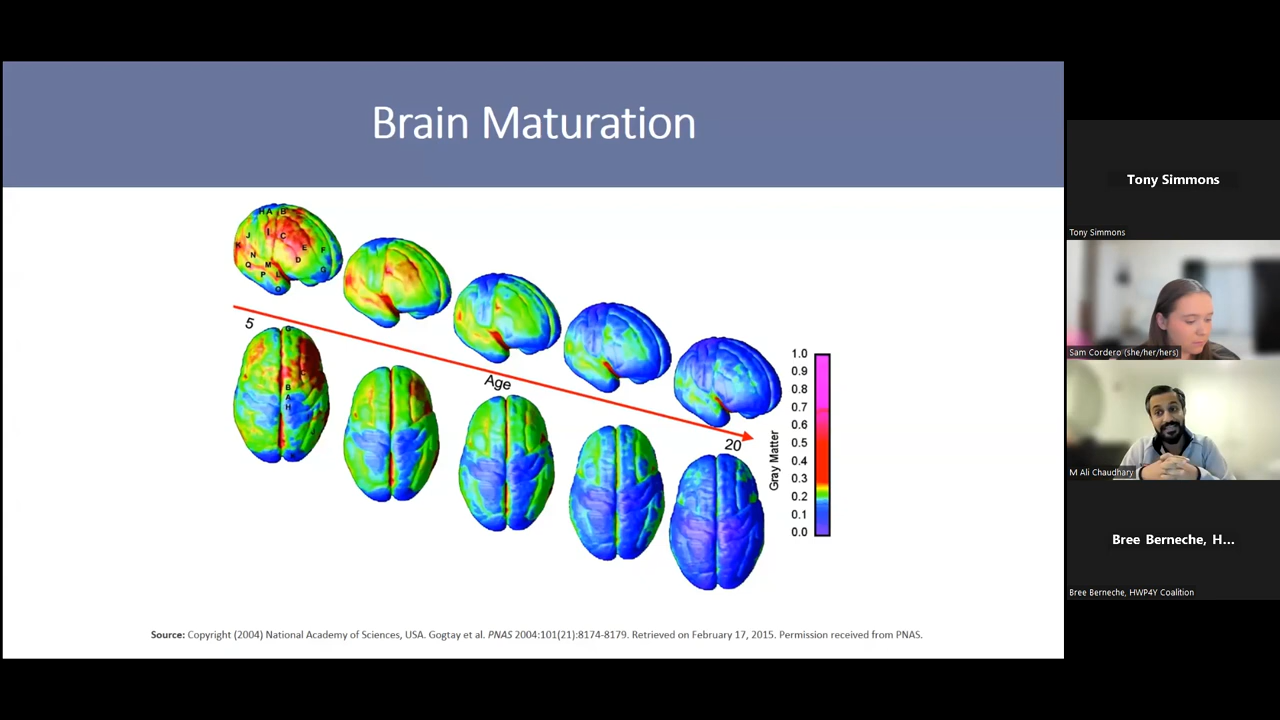 Brain Maturation
H A B
I
J
C
K
E
F
N
D
Q
M
G
P
L
O
5
G
B
A
H
Age
20
Gray Matter
1.0
0.9
0.8
0.7
0.6
0.5
0.4
0.3
0.2
0.1
0.0
Source: Copyright (2004) National Academy of Sciences, USA. Gogtay et al. PNAS 2004:101(21):8174-8179. Retrieved on February 17, 2015. Permission received from PNAS.
Tony Simmons
Tony Simmons
Sam Cordero (she/her/hers)
M Ali Chaudhary
Bree Berneche, H...
Bree Berneche, HWP4Y Coalition